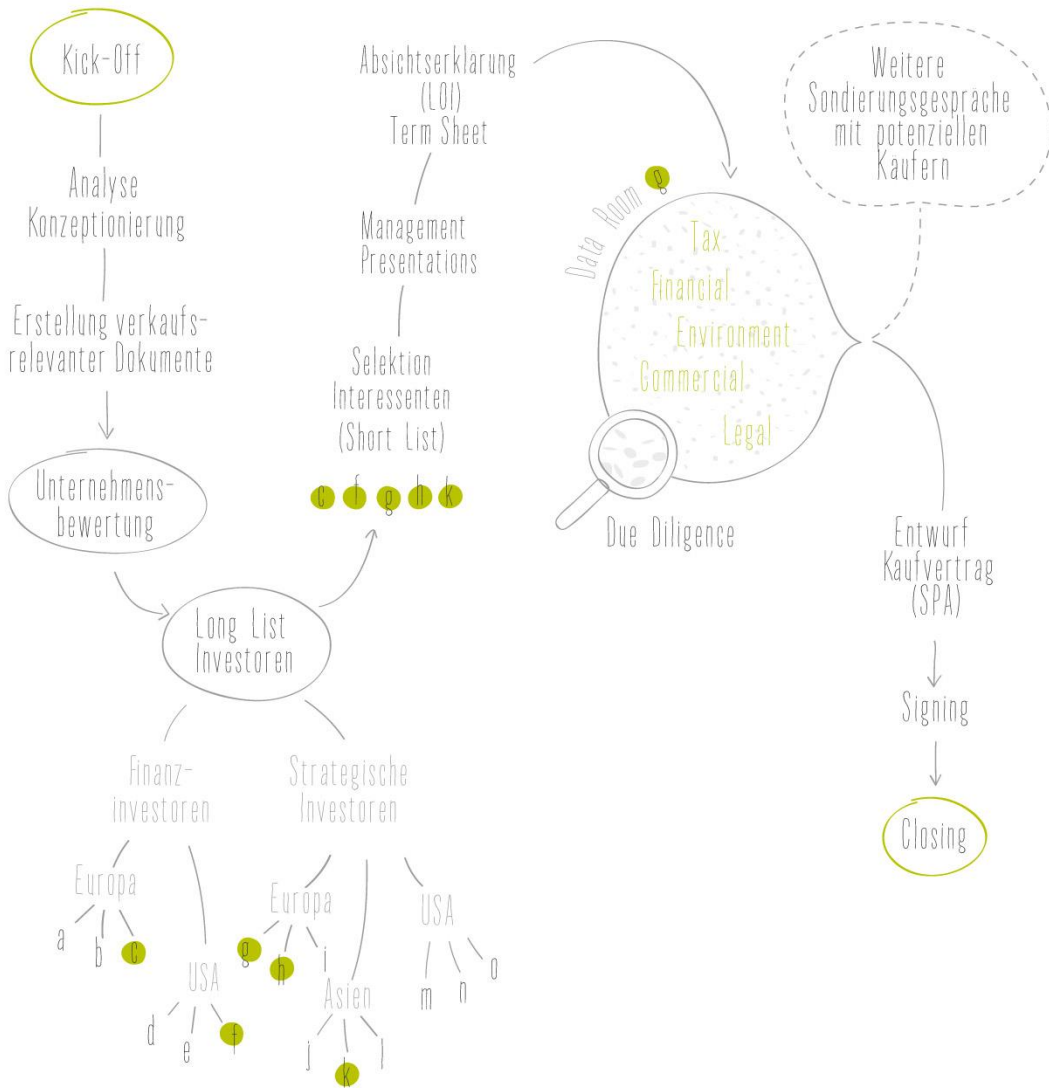 Kick-Off
Analyse
Konzeptionierung
Erstellung verkaufs-
relevanter Dokumente
Unternehmens-
bewertung
Long List
Investoren
Finanz-
investoren
Europa
a
b
c
USA
d
e
f
Strategische
Investoren
Europa
g
h
i
Asien
j
k
l
USA
m
n
o
c f g h k
Selektion
Interessenten
(Short List)
Management
Presentations
Absichtserklärung
(LOI)
Term Sheet
Data Room g
Tax
Financial
Environment
Commercial
Legal
Due Diligence
Weitere
Sondierungsgespräche
mit potenziellen
Kaufern
Entwurf
Kaufvertrag
(SPA)
Signing
Closing